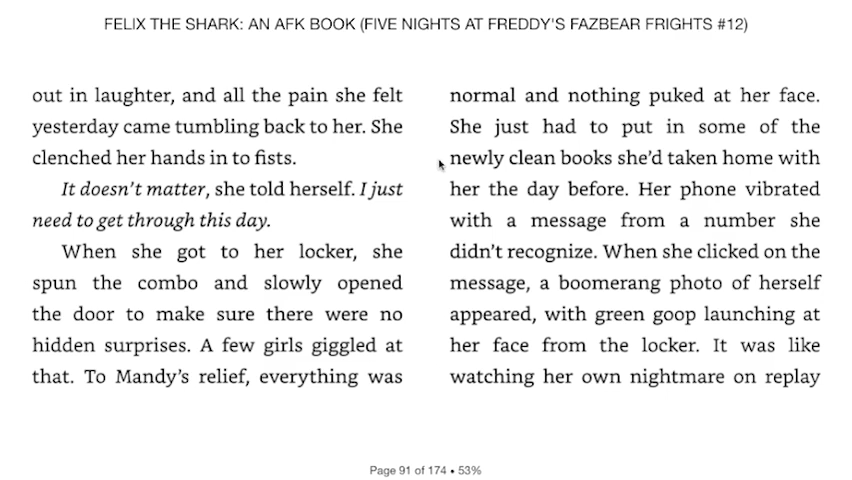 FELIX THE SHARK: AN AFK BOOK (FIVE NIGHTS AT FREDDY'S FAZBEAR FRIGHTS #12)
out in laughter, and all the pain she felt
yesterday came tumbling back to her. She
clenched her hands in to fists.
It doesn't matter, she told herself. I just
need to get through this day.
When she got to her locker, she
spun the combo and slowly opened
the door to make sure there were no
hidden surprises. A few girls giggled at
that. To Mandy's relief, everything was
normal and nothing puked at her face.
She just had to put in some of the
newly clean books she'd taken home with
her the day before. Her phone vibrated
with a message from a number she
didn't recognize. When she clicked on the
message, a boomerang photo of herself
appeared, with green goop launching at
her face from the locker. It was like
watching her own nightmare on replay
Page 91 of 174 • 53%